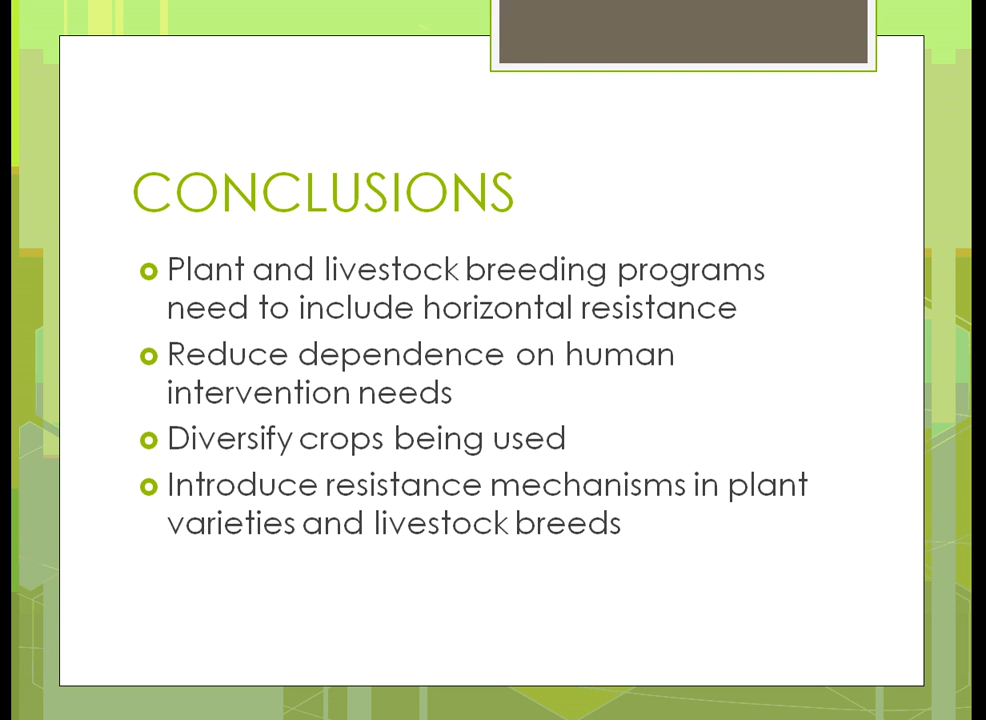 CONCLUSIONS
Plant and livestock breeding programs
need to include horizontal resistance
Reduce dependence on human
intervention needs
Diversify crops being used
Introduce resistance mechanisms in plant
varieties and livestock breeds